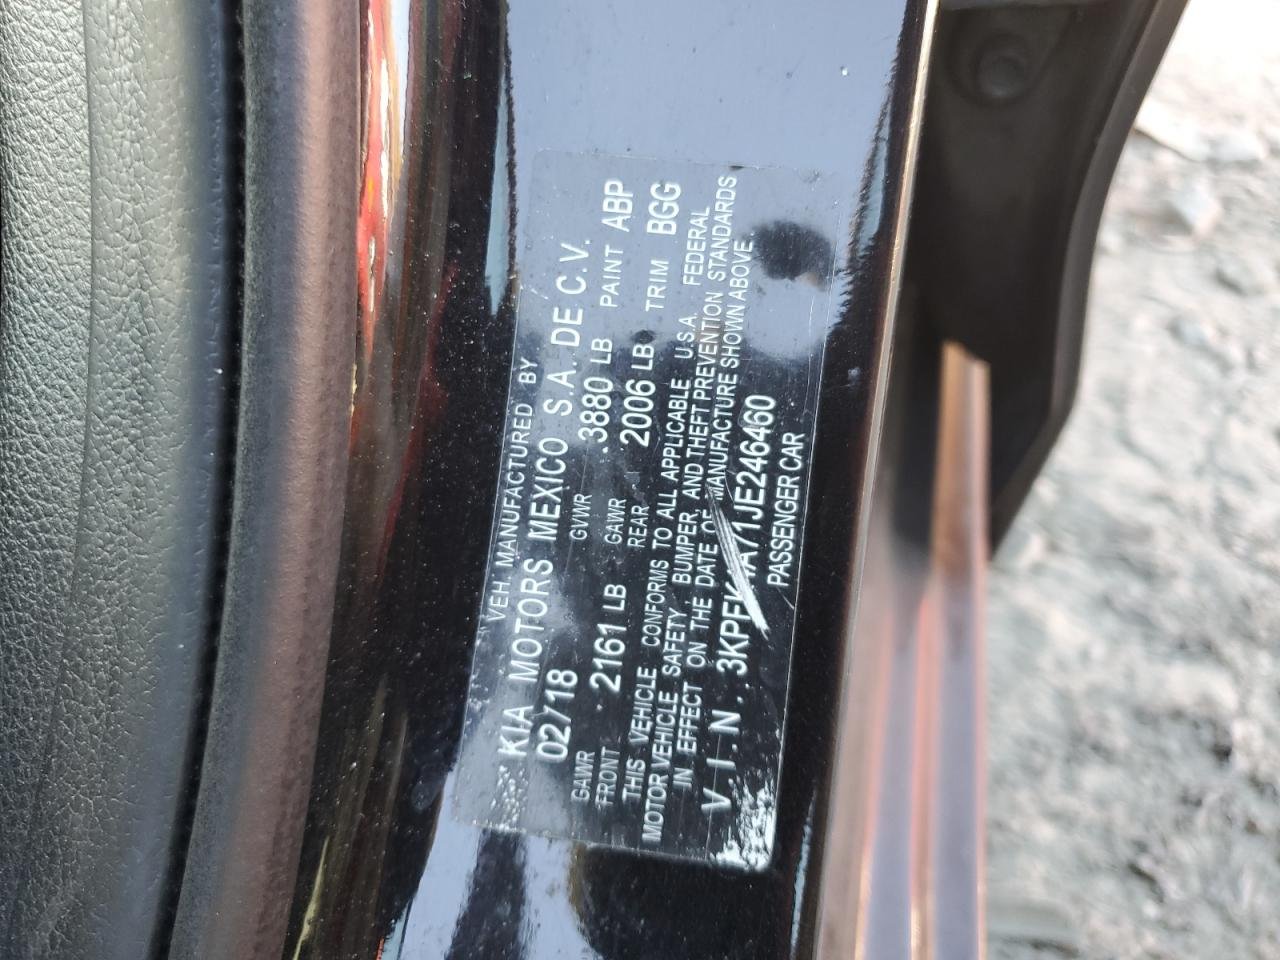 VEH. MANUFACTURED BY
KIA MOTORS MEXICO S.A. DE C.V.
02/18 GVWR 3880 LB PAINT ABP
GAWR FRONT 2161 LB GAWR REAR 2006 LB TRIM BGG
THIS VEHICLE CONFORMS TO ALL APPLICABLE U.S.A. FEDERAL
MOTOR VEHICLE SAFETY, BUMPER, AND THEFT PREVENTION STANDARDS
IN EFFECT ON THE DATE OF MANUFACTURE SHOWN ABOVE.
V.I.N.
PASSENGER CAR